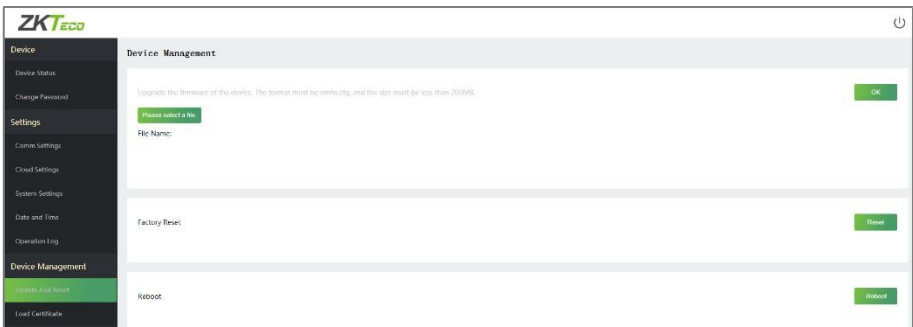 ZKTeco
Device
Device Status
Change Password
Settings
Comm Settings
Cloud Settings
System Settings
Date and Time
Operation Log
Device Management
Update And Reset
Load Certificate
Device Management
Upgrade the firmware of the device. The format must be emfw.cfg, and the size must be less than 200MB.
OK
Please select a file.
File Name:
Factory Reset
Reset
Reboot
Reboot